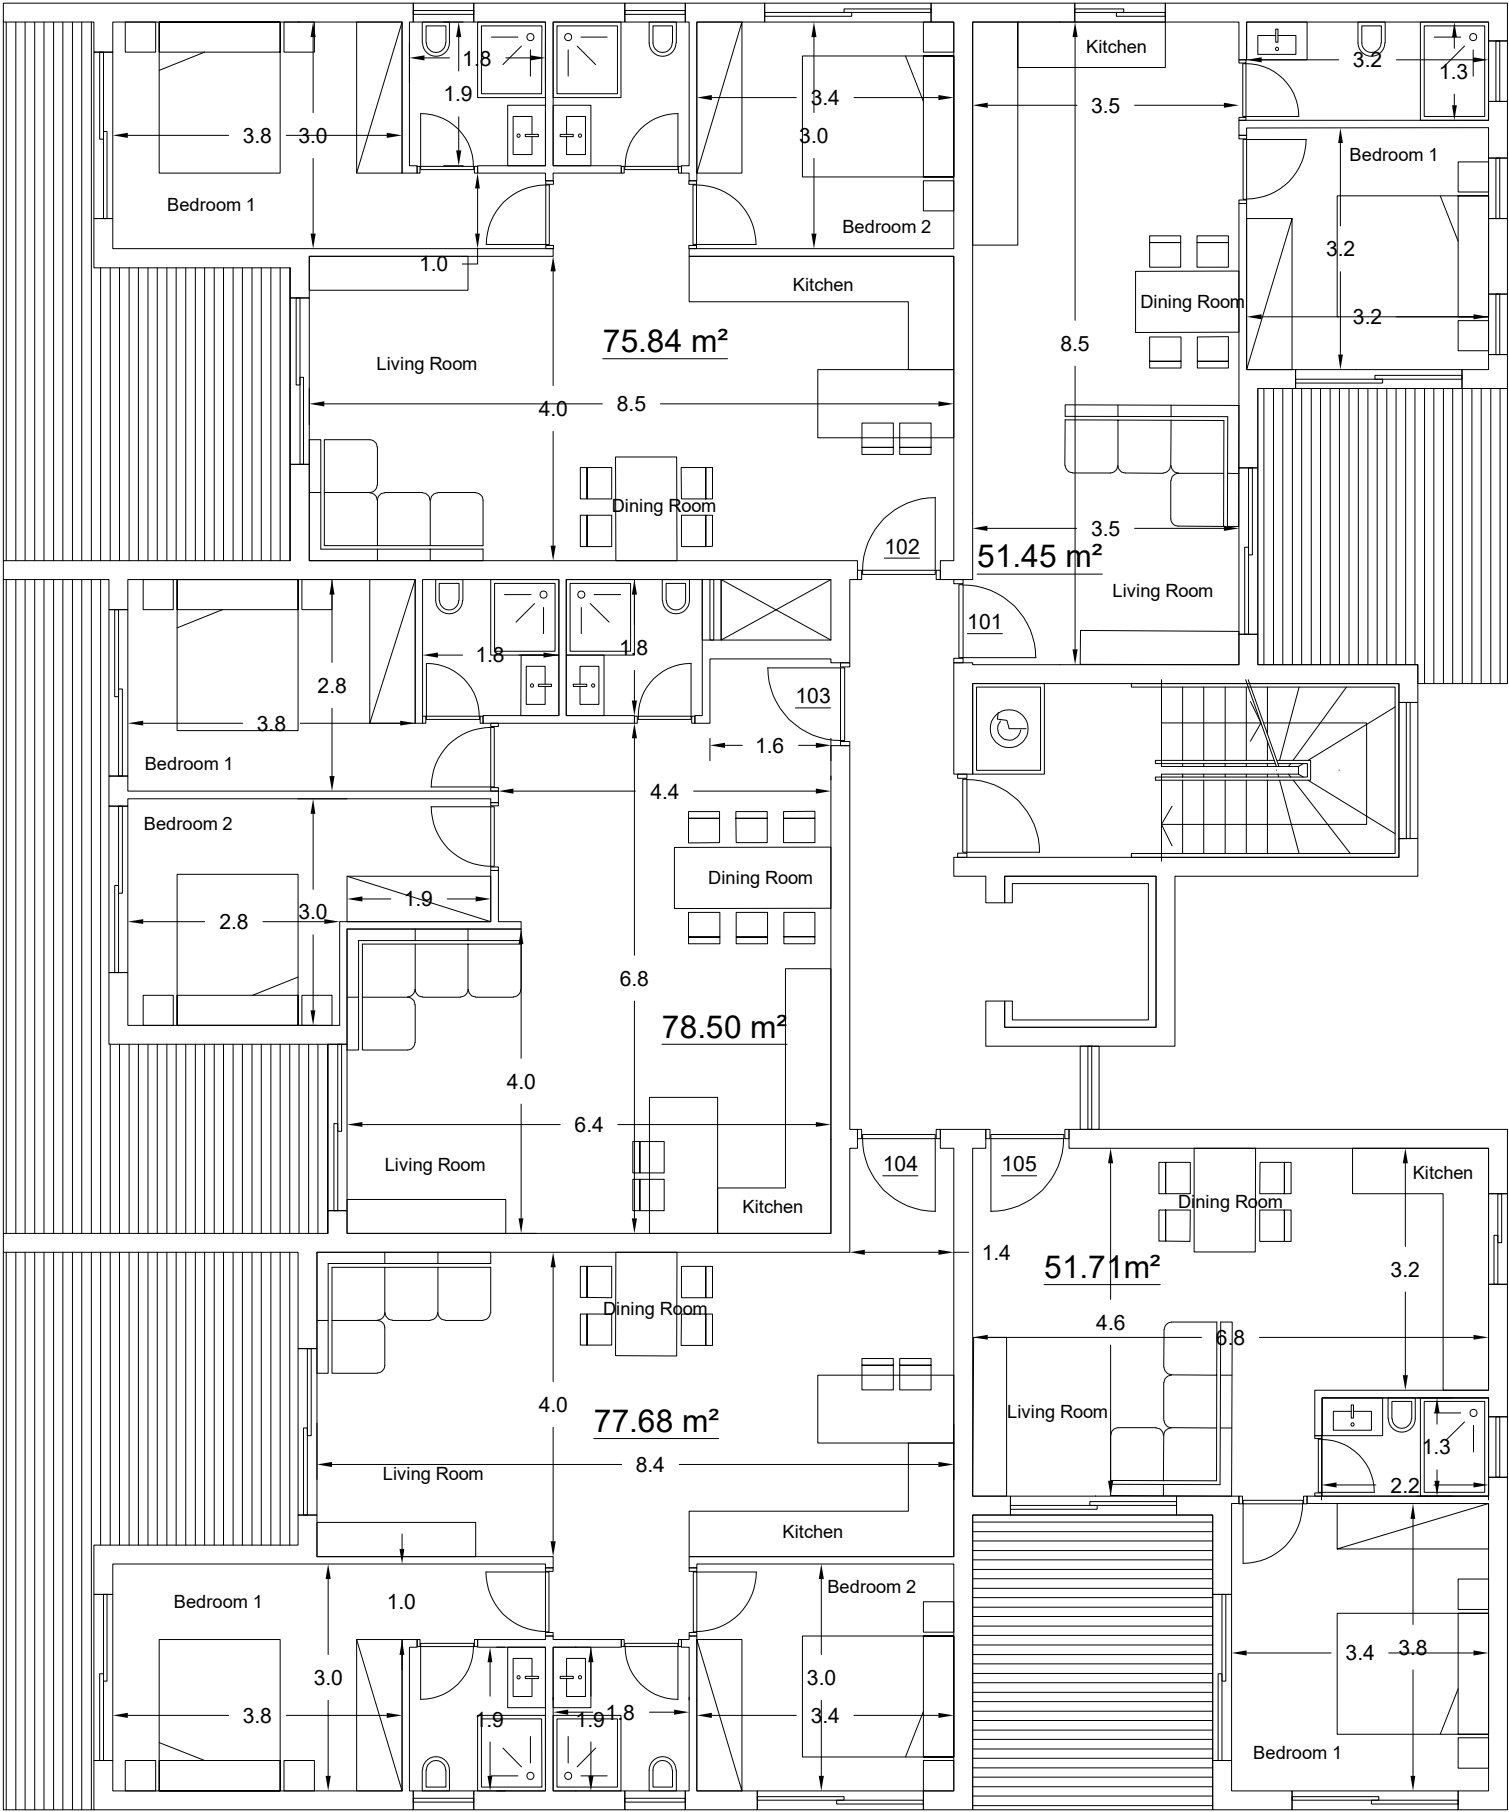 1.8
1.9
3.8
3.0
Bedroom 1
3.4
3.0
Bedroom 2
1.0
Kitchen
75.84 m²
Living Room
4.0
8.5
Dining Room
102
Kitchen
3.5
3.2
1.3
Bedroom 1
3.2
Dining Room
3.2
8.5
3.5
51.45 m²
Living Room
101
1.8
1.8
2.8
3.8
103
1.6
Bedroom 1
4.4
Bedroom 2
Dining Room
1.9
2.8
3.0
6.8
78.50 m²
4.0
6.4
Living Room
Kitchen
104
105
Kitchen
Dining Room
1.4
51.71m²
3.2
4.6
6.8
Living Room
1.3
2.2
3.4
3.8
Bedroom 1
Dining Room
4.0
77.68 m²
8.4
Living Room
Kitchen
Bedroom 1
1.0
Bedroom 2
3.0
3.8
1.9
1.9
1.8
3.0
3.4